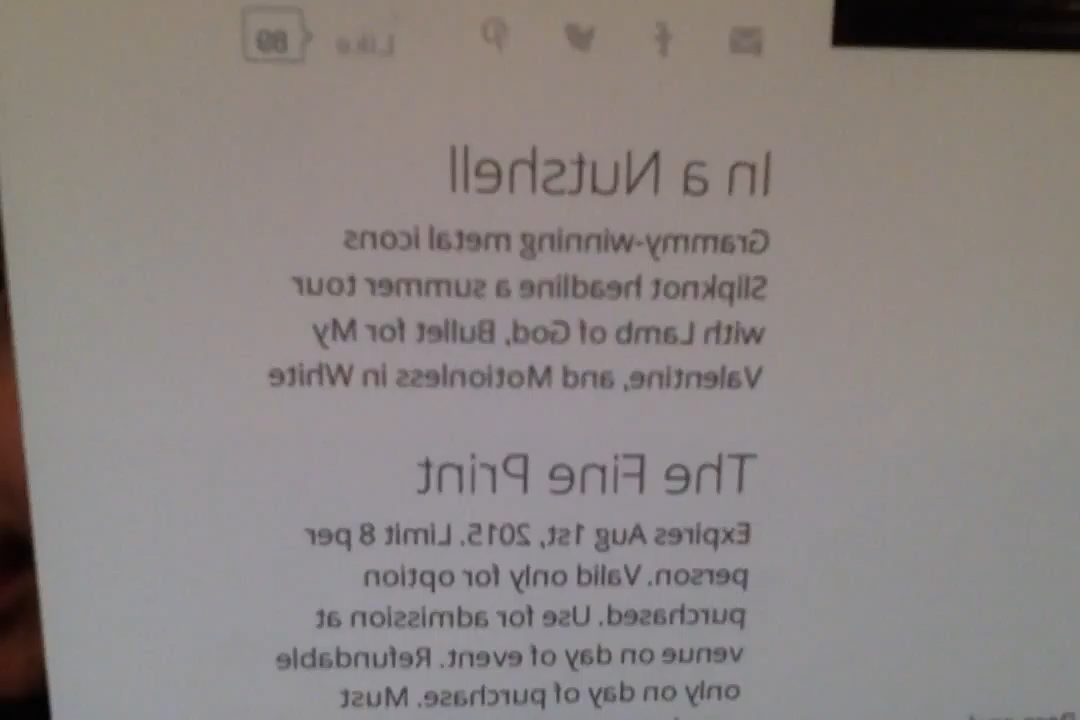 Like 89
In a Nutshell
Grammy-winning metal icons
Slipknot headline a summer tour
with Lamb of God, Bullet for My
Valentine, and Motionless in White
The Fine Print
Expires Aug 1st, 2015. Limit 8 per
person. Valid only for option
purchased. Use for admission at
venue on day of event. Refundable
only on day of purchase. Must